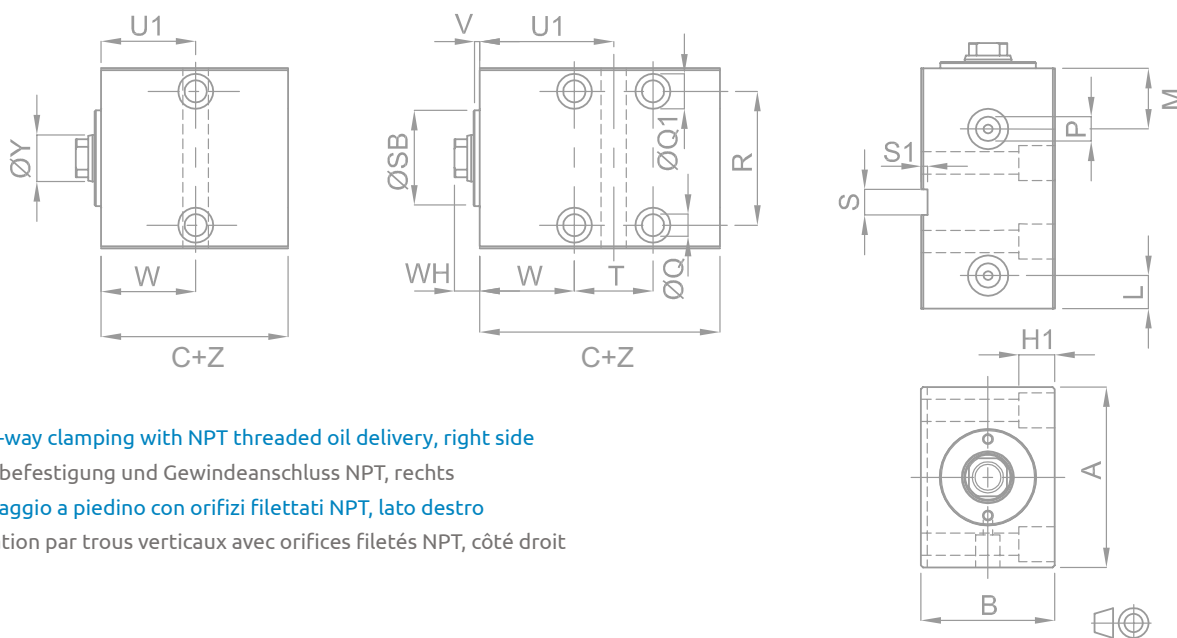 U1
V
U1
ØY
ØSB
ØQ1
R
W
WH
W
T
ØQ
C+Z
C+Z
M
P
S1
S
L
H1
A
B
-way clamping with NPT threaded oil delivery, right side
befestigung und Gewindeanschluss NPT, rechts
aggio a piedino con orifizi filettati NPT, lato destro
ation par trous verticaux avec orifices filetés NPT, côté droit